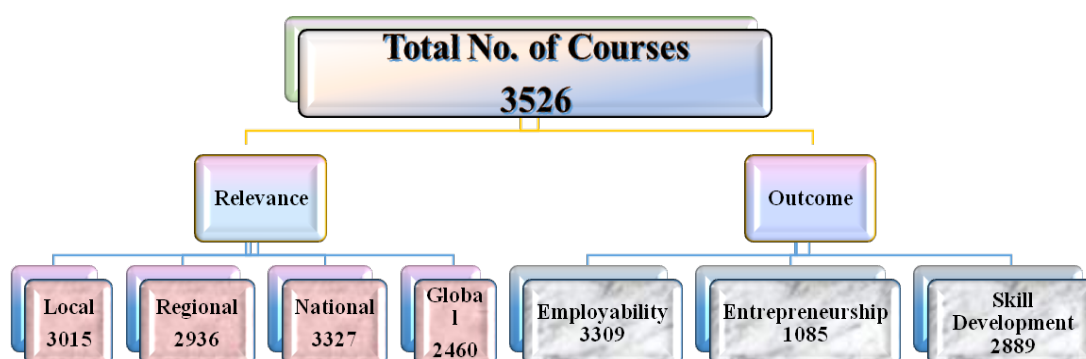 Total No. of Courses
3526
Relevance
Outcome
Local
3015
Regional
2936
National
3327
Globa
l
2460
Employability
3309
Entrepreneurship
1085
Skill
Development
2889